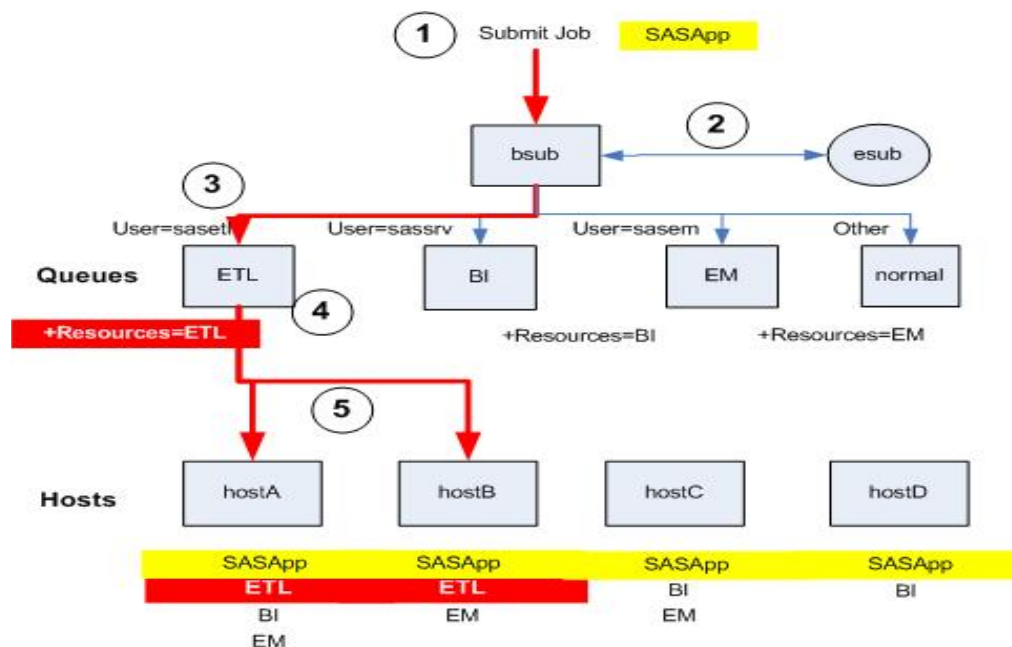 1
Submit Job
SASApp
2
bsub
esub
3
User=sasetl
User=sassrv
User=sasem
Other
Queues
ETL
BI
EM
normal
4
+Resources=ETL
+Resources=BI
+Resources=EM
5
Hosts
hostA
hostB
hostC
hostD
SASApp
SASApp
SASApp
SASApp
ETL
ETL
BI
BI
BI
EM
EM
EM